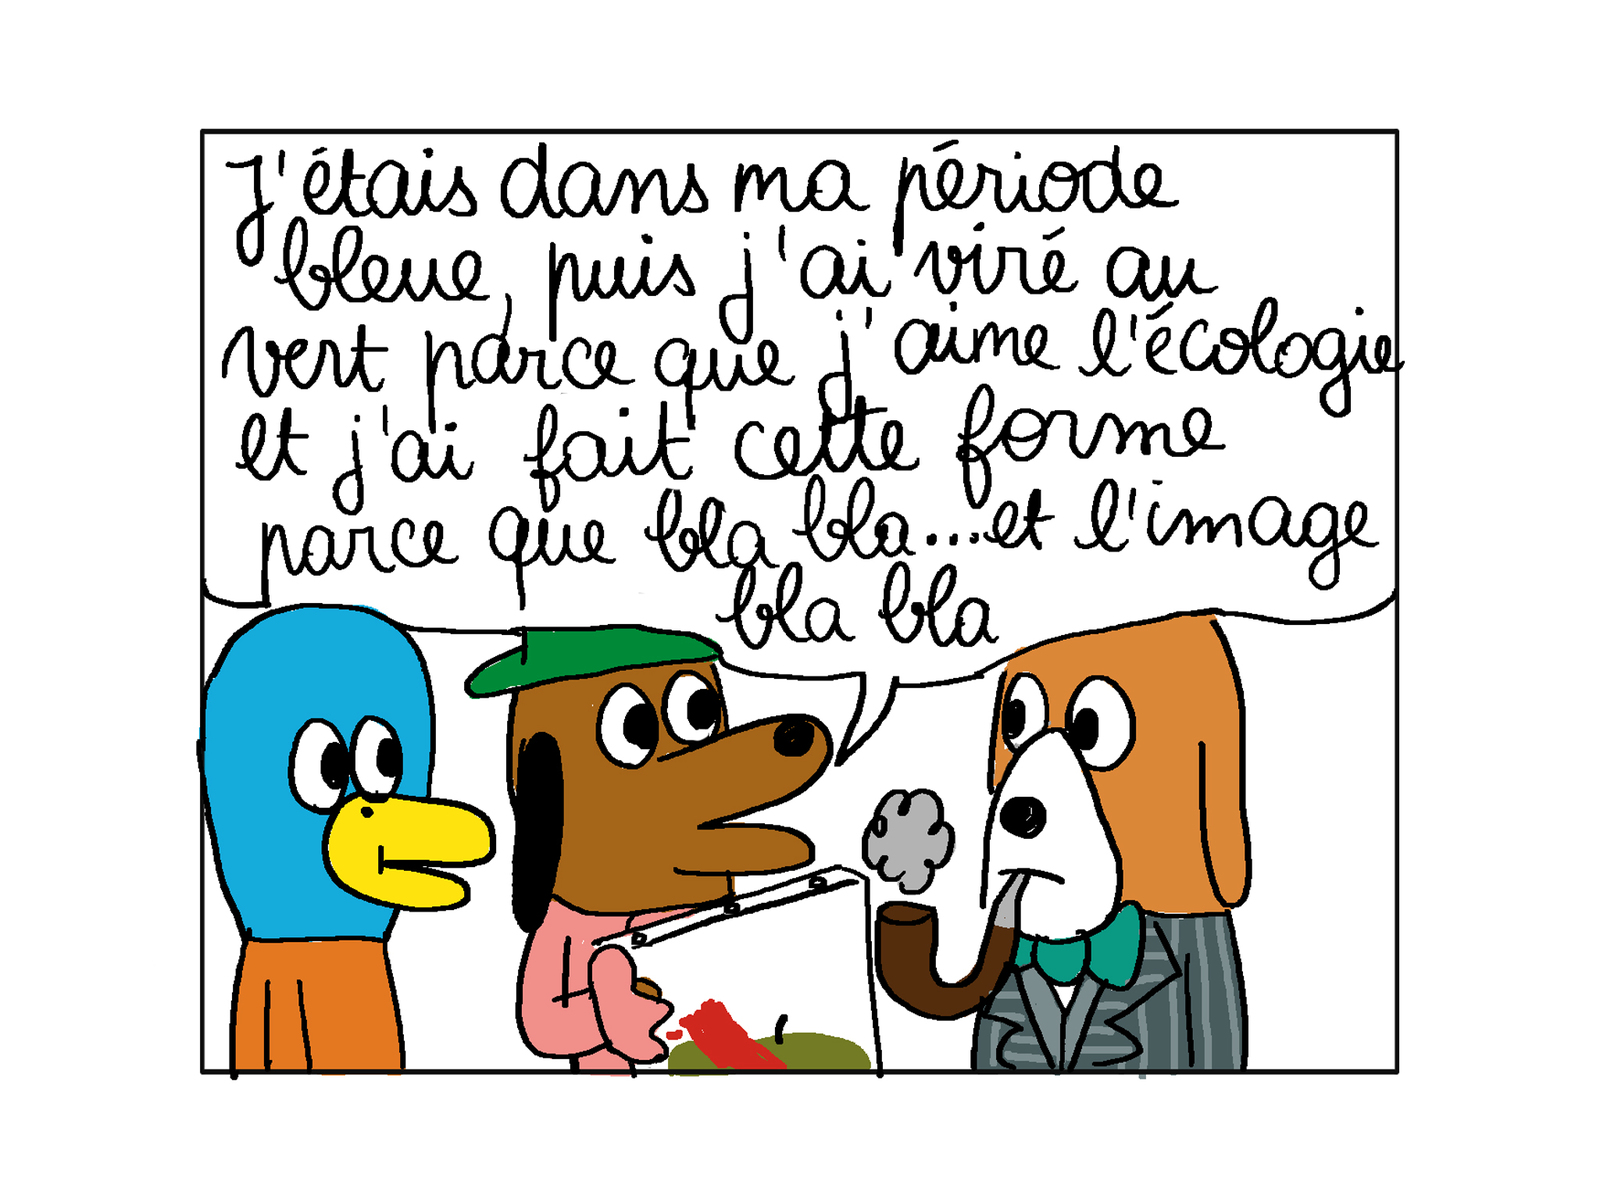 J'étais dans ma période
bleue, puis j'ai viré au
vert parce que j'aime l'écologie
et j'ai fait cette forme
parce que bla bla...et l'image
bla bla